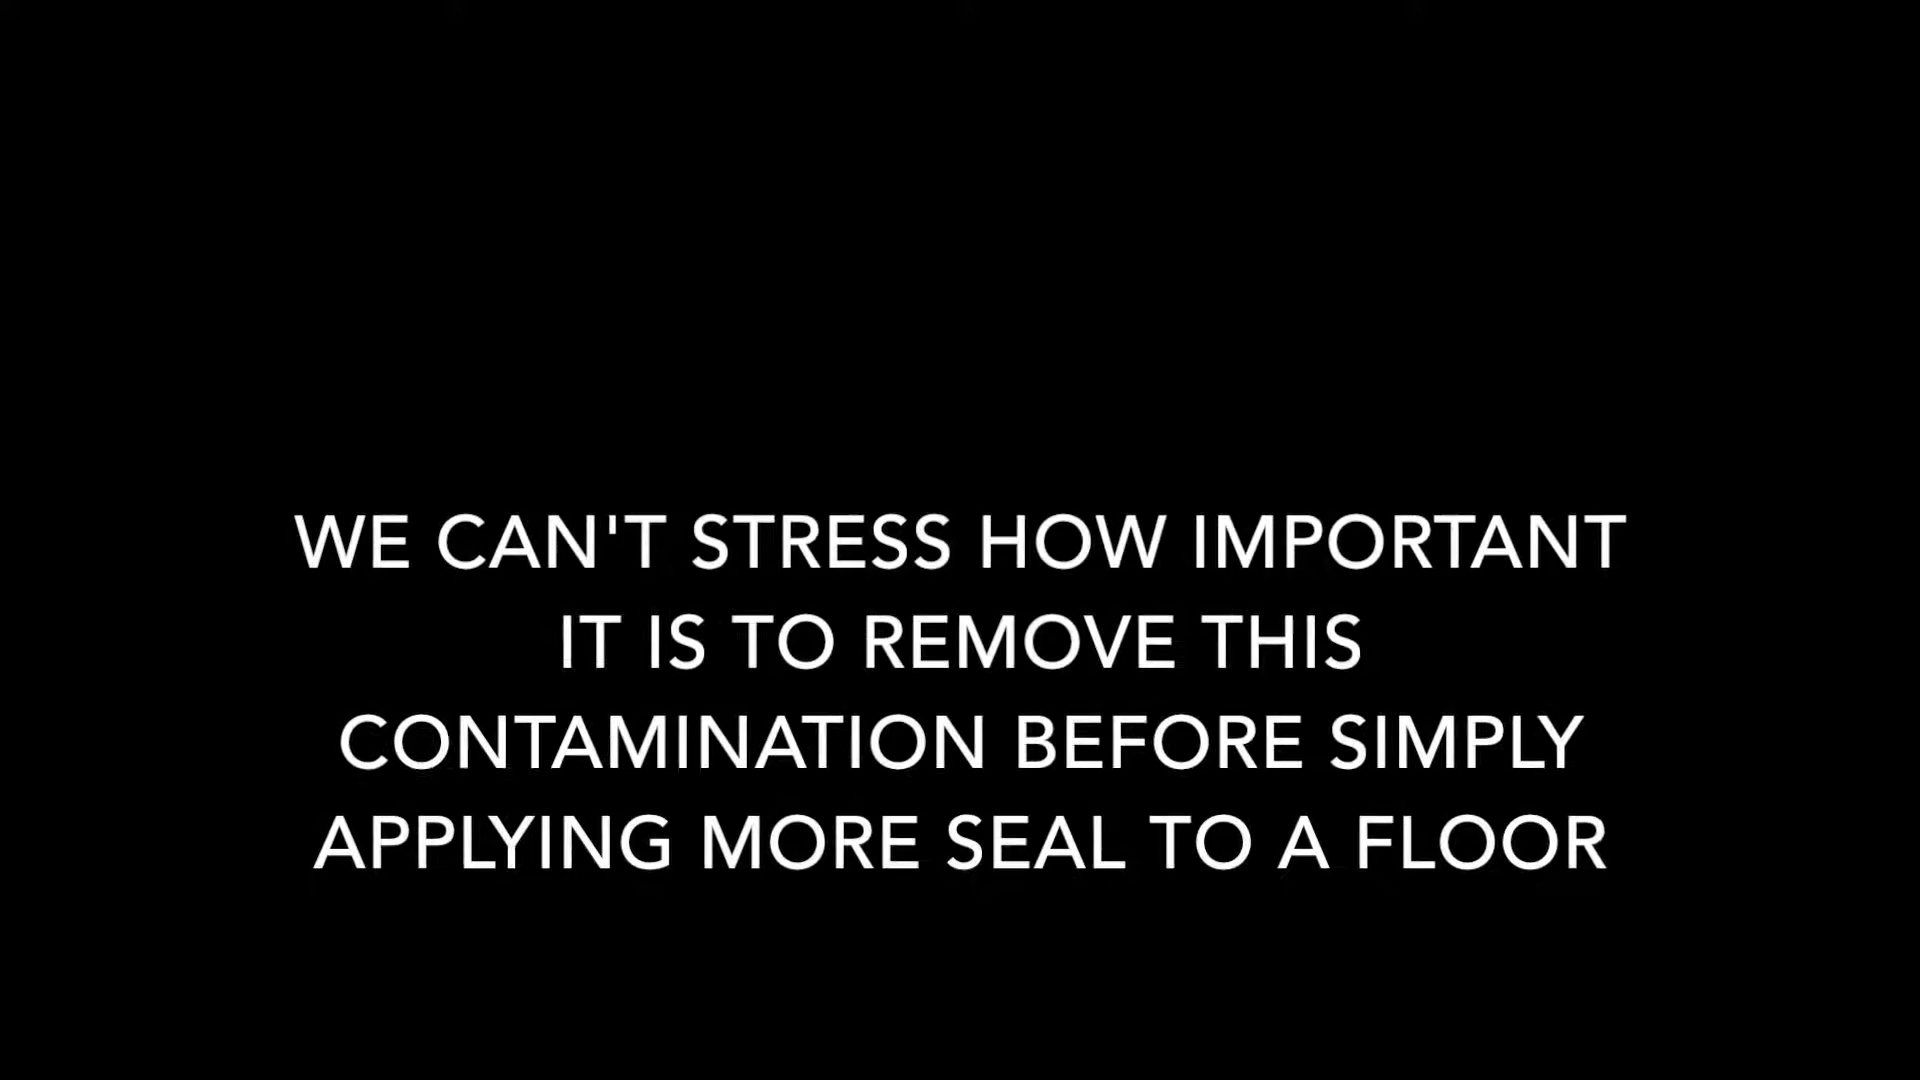 WE CAN'T STRESS HOW IMPORTANT
IT IS TO REMOVE THIS
CONTAMINATION BEFORE SIMPLY
APPLYING MORE SEAL TO A FLOOR